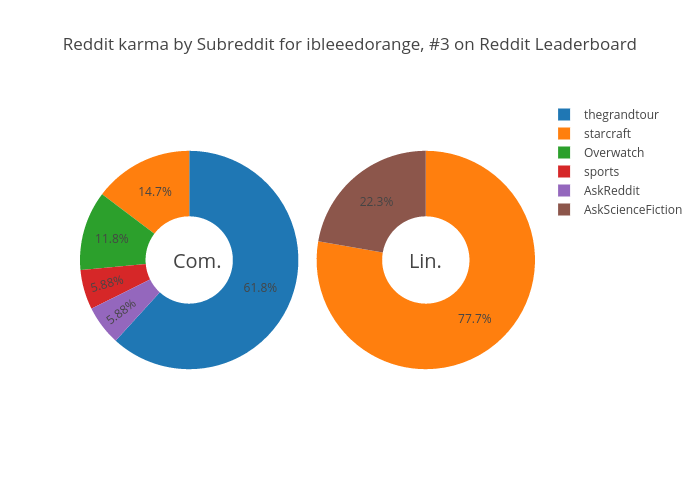 Reddit karma by Subreddit for ibleeedorange, #3 on Reddit Leaderboard
thegrandtour
starcraft
Overwatch
sports
AskReddit
AskScienceFiction
14.7%
11.8%
5.88%
5.88%
61.8%
Com.
22.3%
77.7%
Lin.